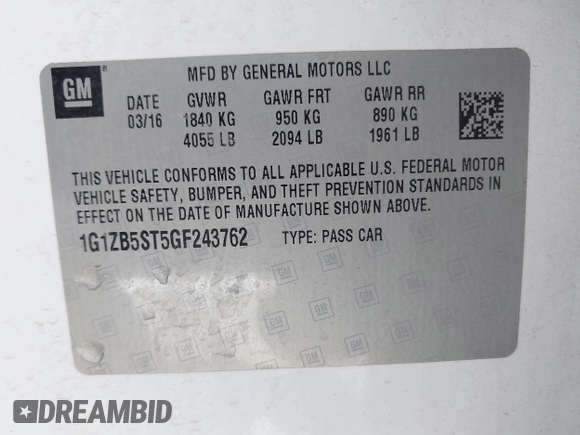 GM
MFD BY GENERAL MOTORS LLC
DATE GVWR GAWR FRT GAWR RR
03/16 1840 KG 950 KG 890 KG
4055 LB 2094 LB 1961 LB
THIS VEHICLE CONFORMS TO ALL APPLICABLE U.S. FEDERAL MOTOR
VEHICLE SAFETY, BUMPER, AND THEFT PREVENTION STANDARDS IN
EFFECT ON THE DATE OF MANUFACTURE SHOWN ABOVE.
1G1ZB5ST5GF243762 TYPE: PASS CAR
DREAMBID